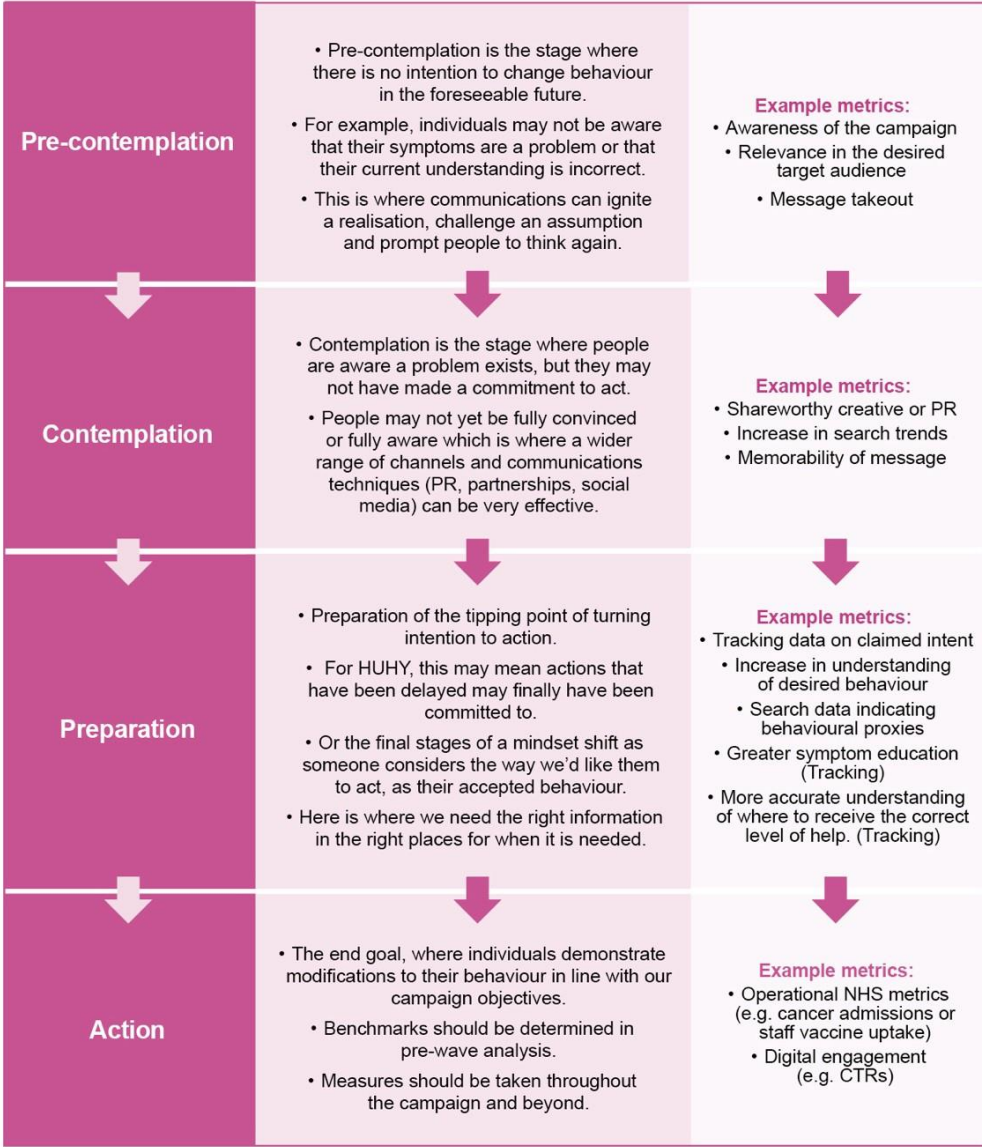 Pre-contemplation
• Pre-contemplation is the stage where
there is no intention to change behaviour
in the foreseeable future.
• For example, individuals may not be aware
that their symptoms are a problem or that
their current understanding is incorrect.
• This is where communications can ignite
a realisation, challenge an assumption
and prompt people to think again.
Example metrics:
• Awareness of the campaign
• Relevance in the desired
target audience
• Message takeout
Contemplation
• Contemplation is the stage where people
are aware a problem exists, but they may
not have made a commitment to act.
• People may not yet be fully convinced
or fully aware which is where a wider
range of channels and communications
techniques (PR, partnerships, social
media) can be very effective.
Example metrics:
• Shareworthy creative or PR
• Increase in search trends
• Memorability of message
Preparation
• Preparation of the tipping point of turning
intention to action.
• For HUHY, this may mean actions that
have been delayed may finally have been
committed to.
• Or the final stages of a mindset shift as
someone considers the way we’d like them
to act, as their accepted behaviour.
• Here is where we need the right information
in the right places for when it is needed.
Example metrics:
• Tracking data on claimed intent
• Increase in understanding
of desired behaviour
• Search data indicating
behavioural proxies
• Greater symptom education
(Tracking)
• More accurate understanding
of where to receive the correct
level of help. (Tracking)
Action
• The end goal, where individuals demonstrate
modifications to their behaviour in line with our
campaign objectives.
• Benchmarks should be determined in
pre-wave analysis.
• Measures should be taken throughout
the campaign and beyond.
Example metrics:
• Operational NHS metrics
(e.g. cancer admissions or
staff vaccine uptake)
• Digital engagement
(e.g. CTRs)